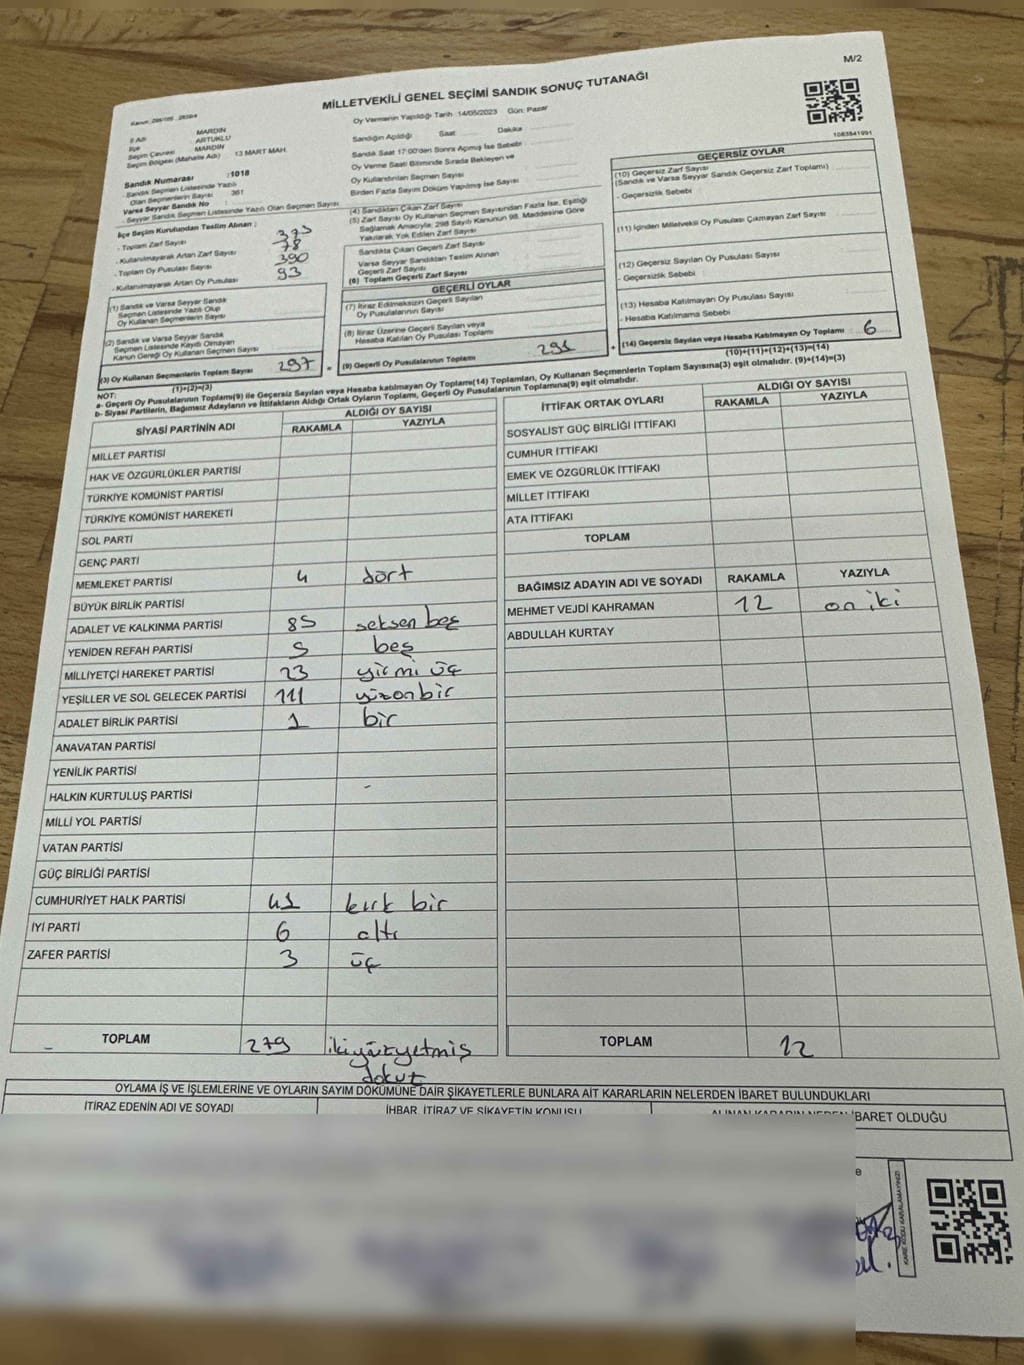 M/2
MİLLETVEKİLİ GENEL SEÇİMİ SANDIK SONUÇ TUTANAĞI
1083841991
İl Adı MARDİN
İlçe ARTUKLU
Seçim Çevresi MARDİN
Seçim Bölgesi (Mahalle Adı) 13 MART MAH.
Sandık Numarası :1018
- Sandık Seçmen Listesinde Yazılı
Olan Seçmenlerin Sayısı 361
Varsa Seyyar Sandık No :
- Seyyar Sandık Seçmen Listesinde Yazılı Olan Seçmen Sayısı
İlçe Seçim Kurulundan Teslim Alınan ;
- Toplam Zarf Sayısı
- Kullanılmayarak Artan Zarf Sayısı 78
- Toplam Oy Pusulası Sayısı 390
- Kullanılmayarak Artan Oy Pusulası 93
Oy Vermenin Yapıldığı Tarih :14/05/2023 Gün: Pazar
Sandığın Açıldığı Saat Dakika
Sandık Saat 17:00'den Sonra Açılmış İse Sebebi
Oy Verme Saati Bitiminde Sırada Bekleyen ve
Oy Kullandırılan Seçmen Sayısı
Birden Fazla Sayım Döküm Yapılmış İse Sayısı
(4) Sandıktan Çıkan Zarf Sayısı
(5) Zarf Sayısı Oy Kullanan Seçmen Sayısından Fazla İse, Eşitliği
Sağlamak Amacıyla; 298 Sayılı Kanunun 98. Maddesine Göre
Yakılarak Yok Edilen Zarf Sayısı
Sandıkta Çıkan Geçerli Zarf Sayısı
Varsa Seyyar Sandıktan Teslim Alınan
Geçerli Zarf Sayısı
(6) Toplam Geçerli Zarf Sayısı
GEÇERSİZ OYLAR
(10) Geçersiz Zarf Sayısı
(Sandık ve Varsa Seyyar Sandık Geçersiz Zarf Toplamı)
- Geçersizlik Sebebi
(11) İçinden Milletvekili Oy Pusulası Çıkmayan Zarf Sayısı
(12) Geçersiz Sayılan Oy Pusulası Sayısı
- Geçersizlik Sebebi
(13) Hesaba Katılmayan Oy Pusulası Sayısı
- Hesaba Katılmama Sebebi
(14) Geçersiz Sayılan veya Hesaba Katılmayan Oy Toplamı 6
(10)+(11)+(12)+(13)=(14)
(1) Sandık ve Varsa Seyyar Sandık
Seçmen Listesinde Yazılı Olup
Oy Kullanan Seçmenlerin Sayısı
(2) Sandık ve Varsa Seyyar Sandık
Seçmen Listesinde Kayıtlı Olmayan
Kanun Gereği Oy Kullanan Seçmen Sayısı
(3) Oy Kullanan Seçmenlerin Toplam Sayısı 297
(1)+(2)=(3)
=
GEÇERLİ OYLAR
(7) İtiraz Edilmeksizin Geçerli Sayılan
Oy Pusulalarının Sayısı
(8) İtiraz Üzerine Geçerli Sayılan veya
Hesaba Katılan Oy Pusulası Toplamı
(9) Geçerli Oy Pusulalarının Toplamı 291
+
NOT:
a- Geçerli Oy Pusulalarının Toplamı(9) ile Geçersiz Sayılan veya Hesaba katılmayan Oy Toplamı(14) Toplamları, Oy Kullanan Seçmenlerin Toplam Sayısına(3) eşit olmalıdır. (9)+(14)=(3)
b- Siyasi Partilerin, Bağımsız Adayların ve İttifakların Aldığı Ortak Oyların Toplamı, Geçerli Oy Pusulalarının Toplamına(9) eşit olmalıdır.
SİYASİ PARTİNİN ADI ALDIĞI OY SAYISI
RAKAMLA YAZIYLA
MİLLET PARTİSİ
HAK VE ÖZGÜRLÜKLER PARTİSİ
TÜRKİYE KOMÜNİST PARTİSİ
TÜRKİYE KOMÜNİST HAREKETİ
SOL PARTİ
GENÇ PARTİ
MEMLEKET PARTİSİ 4 dört
BÜYÜK BİRLİK PARTİSİ
ADALET VE KALKINMA PARTİSİ 85 seksen beş
YENİDEN REFAH PARTİSİ 5 beş
MİLLİYETÇİ HAREKET PARTİSİ 23 yirmi üç
YEŞİLLER VE SOL GELECEK PARTİSİ 111 yüzonbir
ADALET BİRLİK PARTİSİ 1 bir
ANAVATAN PARTİSİ
YENİLİK PARTİSİ
HALKIN KURTULUŞ PARTİSİ
MİLLİ YOL PARTİSİ
VATAN PARTİSİ
GÜÇ BİRLİĞİ PARTİSİ
CUMHURİYET HALK PARTİSİ 41 kırk bir
İYİ PARTİ 6 altı
ZAFER PARTİSİ 3 üç
TOPLAM 279 ikiyüzyetmiş
dokuz
İTTİFAK ORTAK OYLARI ALDIĞI OY SAYISI
RAKAMLA YAZIYLA
SOSYALİST GÜÇ BİRLİĞİ İTTİFAKI
CUMHUR İTTİFAKI
EMEK VE ÖZGÜRLÜK İTTİFAKI
MİLLET İTTİFAKI
ATA İTTİFAKI
TOPLAM
BAĞIMSIZ ADAYIN ADI VE SOYADI RAKAMLA YAZIYLA
MEHMET VEJDİ KAHRAMAN 12 on iki
ABDULLAH KURTAY
TOPLAM 12
OYLAMA İŞ VE İŞLEMLERİNE VE OYLARIN SAYIM DÖKÜMÜNE DAİR ŞİKAYETLERLE BUNLARA AİT KARARLARIN NELERDEN İBARET BULUNDUKLARI
İTİRAZ EDENİN ADI VE SOYADI
İHBAR, İTİRAZ VE ŞİKAYETİN KONUSU
ALINAN KARARIN NEDEN İBARET OLDUĞU
KARE KODU KARALAMAYINIZ!